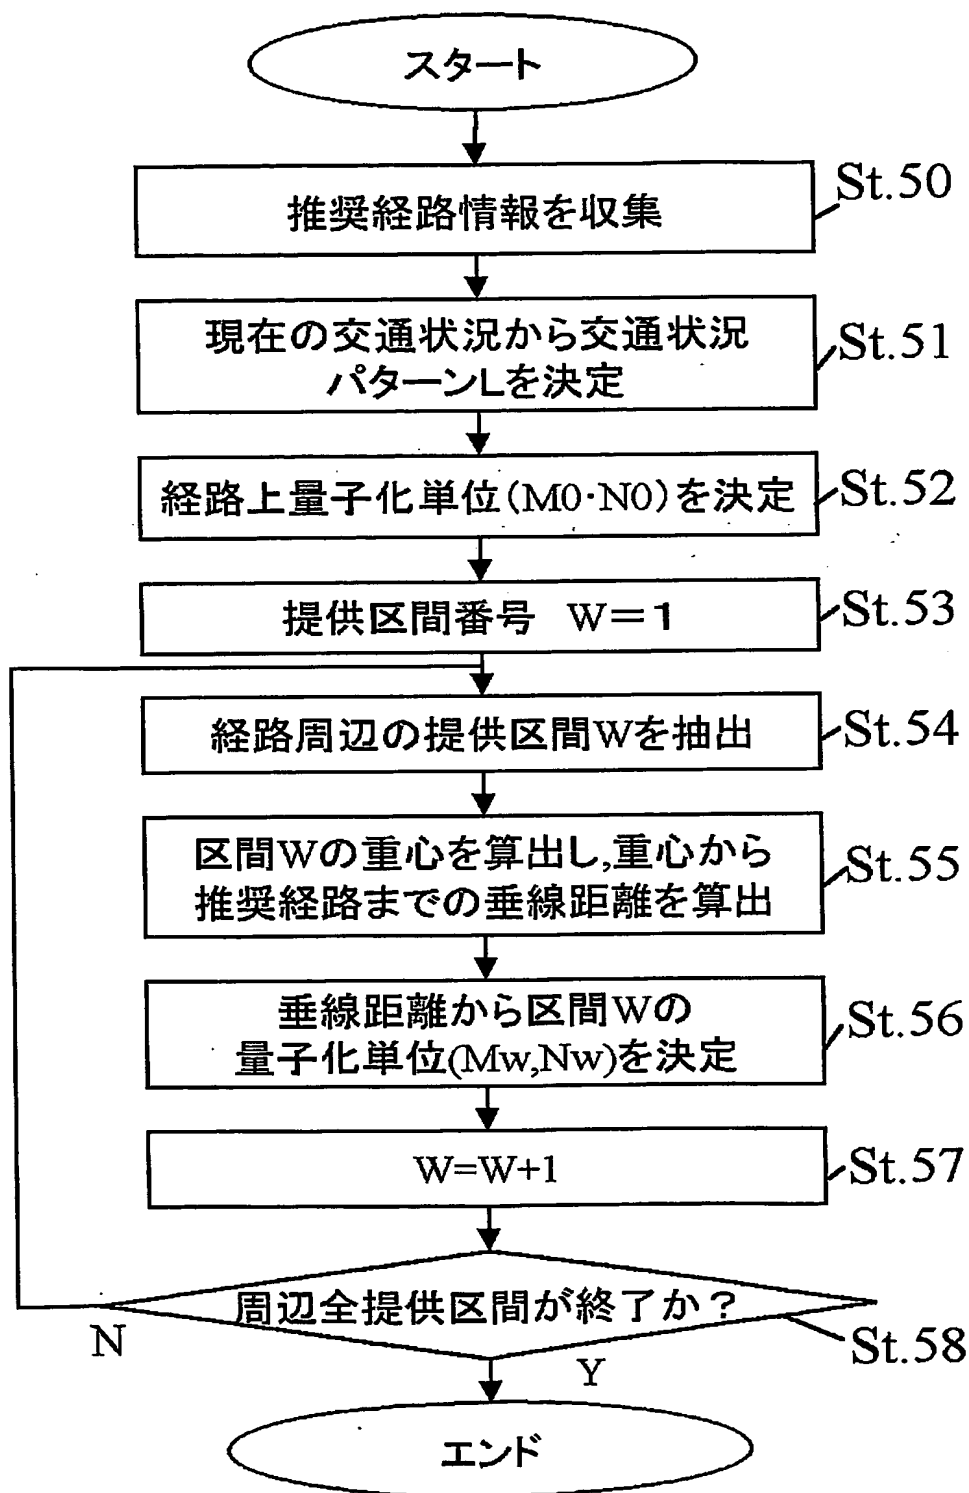 スタート
推奨経路情報を収集
St.50
現在の交通状況から交通状況
パターンLを決定
St.51
経路上量子化単位(M0·N0)を決定
St.52
提供区間番号 W=1
St.53
経路周辺の提供区間Wを抽出
St.54
区間Wの重心を算出し,重心から
推奨経路までの垂線距離を算出
St.55
垂線距離から区間Wの
量子化単位(Mw,Nw)を決定
St.56
W=W+1
St.57
周辺全提供区間が終了か?
St.58
N
Y
エンド